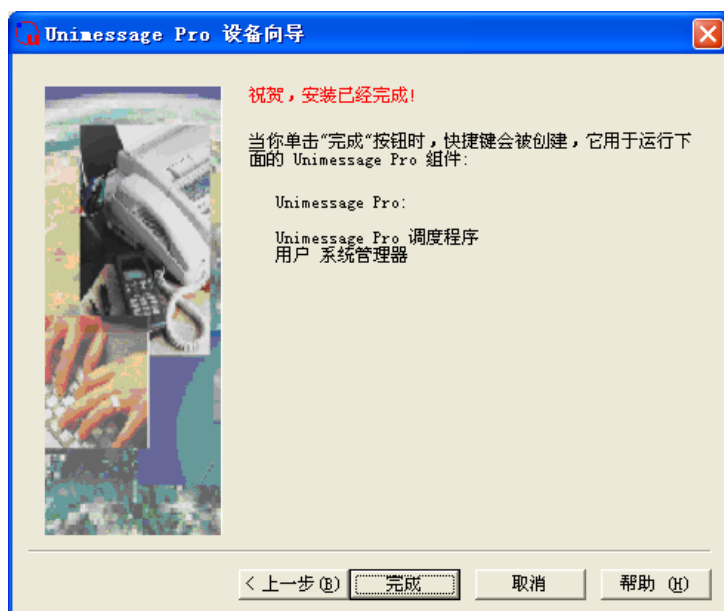 Unimessage Pro 设备向导
祝贺，安装已经完成!
当你单击“完成“按钮时，快捷键会被创建，它用于运行下
面的 Unimessage Pro 组件:
Unimessage Pro:
Unimessage Pro 调度程序
用户 系统管理器
< 上一步(B) 完成 取消 帮助 (H)